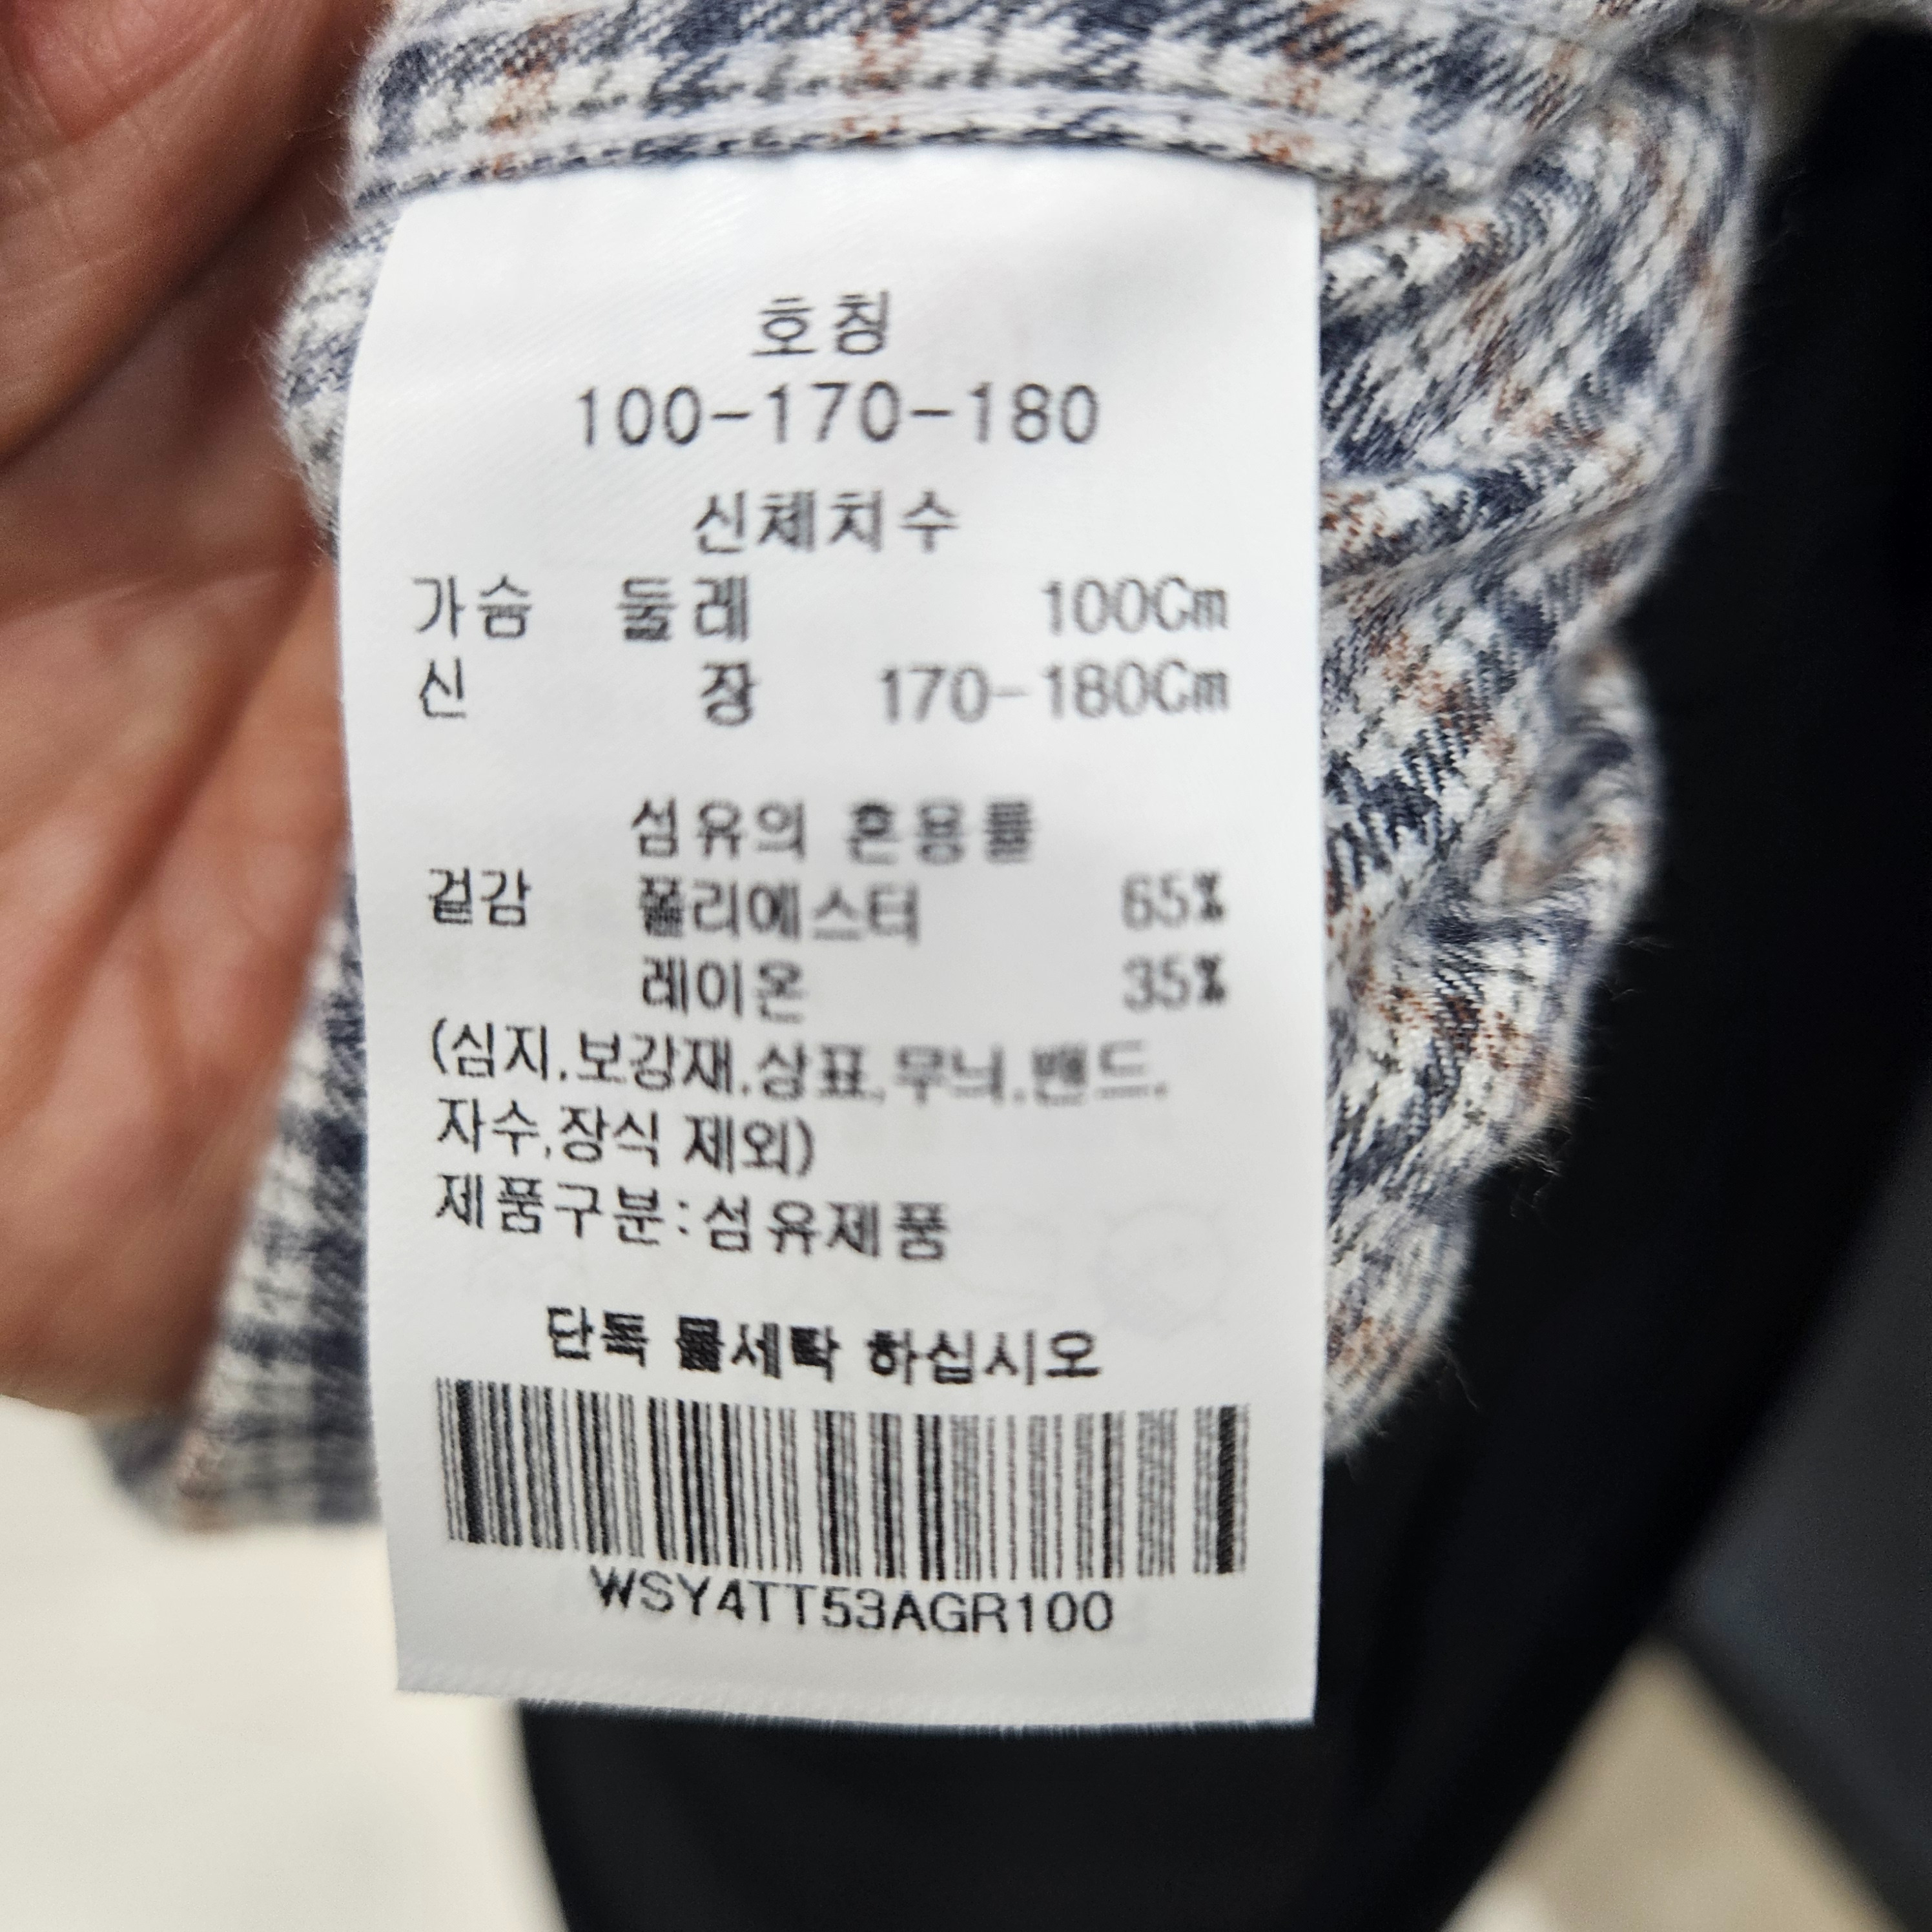 호칭
100-170-180
신체치수
가슴 둘레 100Cm
신 장 170-180Cm
섬유의 혼용률
겉감 폴리에스터 65%
레이온 35%
(심지,보강재,상표,무늬,밴드,
자수,장식 제외)
제품구분:섬유제품
단독 물세탁 하십시오
WSY4TT53AGR100